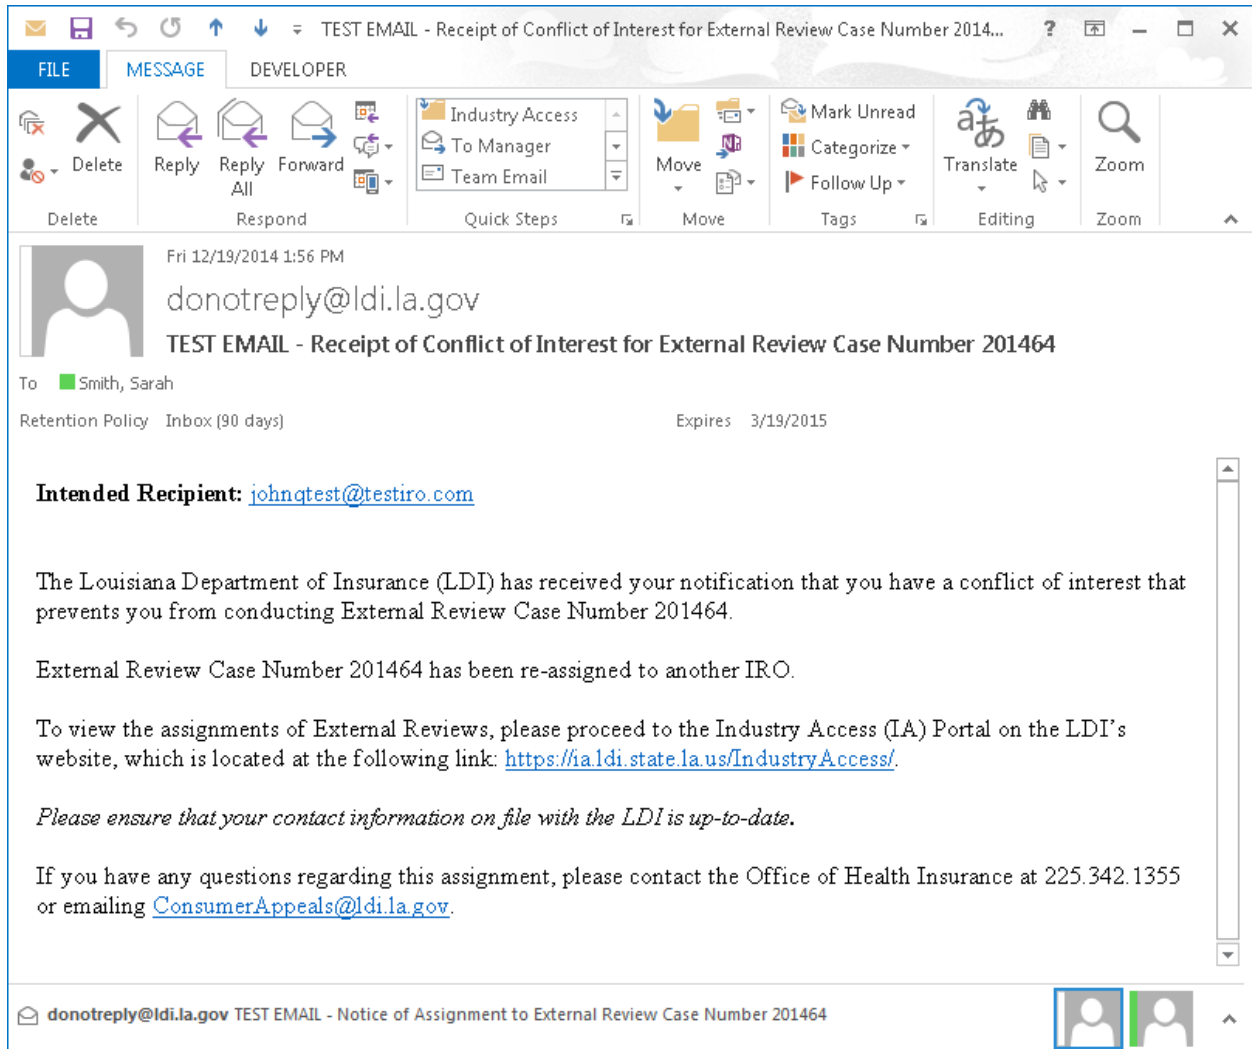 TEST EMAIL - Receipt of Conflict of Interest for External Review Case Number 2014...
?
FILE MESSAGE DEVELOPER
Delete
Reply
Reply All
Forward
Industry Access
To Manager
Team Email
Move
Mark Unread
Categorize
Follow Up
Translate
Zoom
Delete Respond Quick Steps Move Tags Editing Zoom
Fri 12/19/2014 1:56 PM
donotreply@ldi.la.gov
TEST EMAIL - Receipt of Conflict of Interest for External Review Case Number 201464
To Smith, Sarah
Retention Policy Inbox (90 days) Expires 3/19/2015
Intended Recipient: johnqtest@testiro.com
The Louisiana Department of Insurance (LDI) has received your notification that you have a conflict of interest that
prevents you from conducting External Review Case Number 201464.
External Review Case Number 201464 has been re-assigned to another IRO.
To view the assignments of External Reviews, please proceed to the Industry Access (IA) Portal on the LDI's
website, which is located at the following link: https://ia.ldi.state.la.us/IndustryAccess/.
Please ensure that your contact information on file with the LDI is up-to-date.
If you have any questions regarding this assignment, please contact the Office of Health Insurance at 225.342.1355
or emailing ConsumerAppeals@ldi.la.gov.
donotreply@ldi.la.gov TEST EMAIL - Notice of Assignment to External Review Case Number 201464